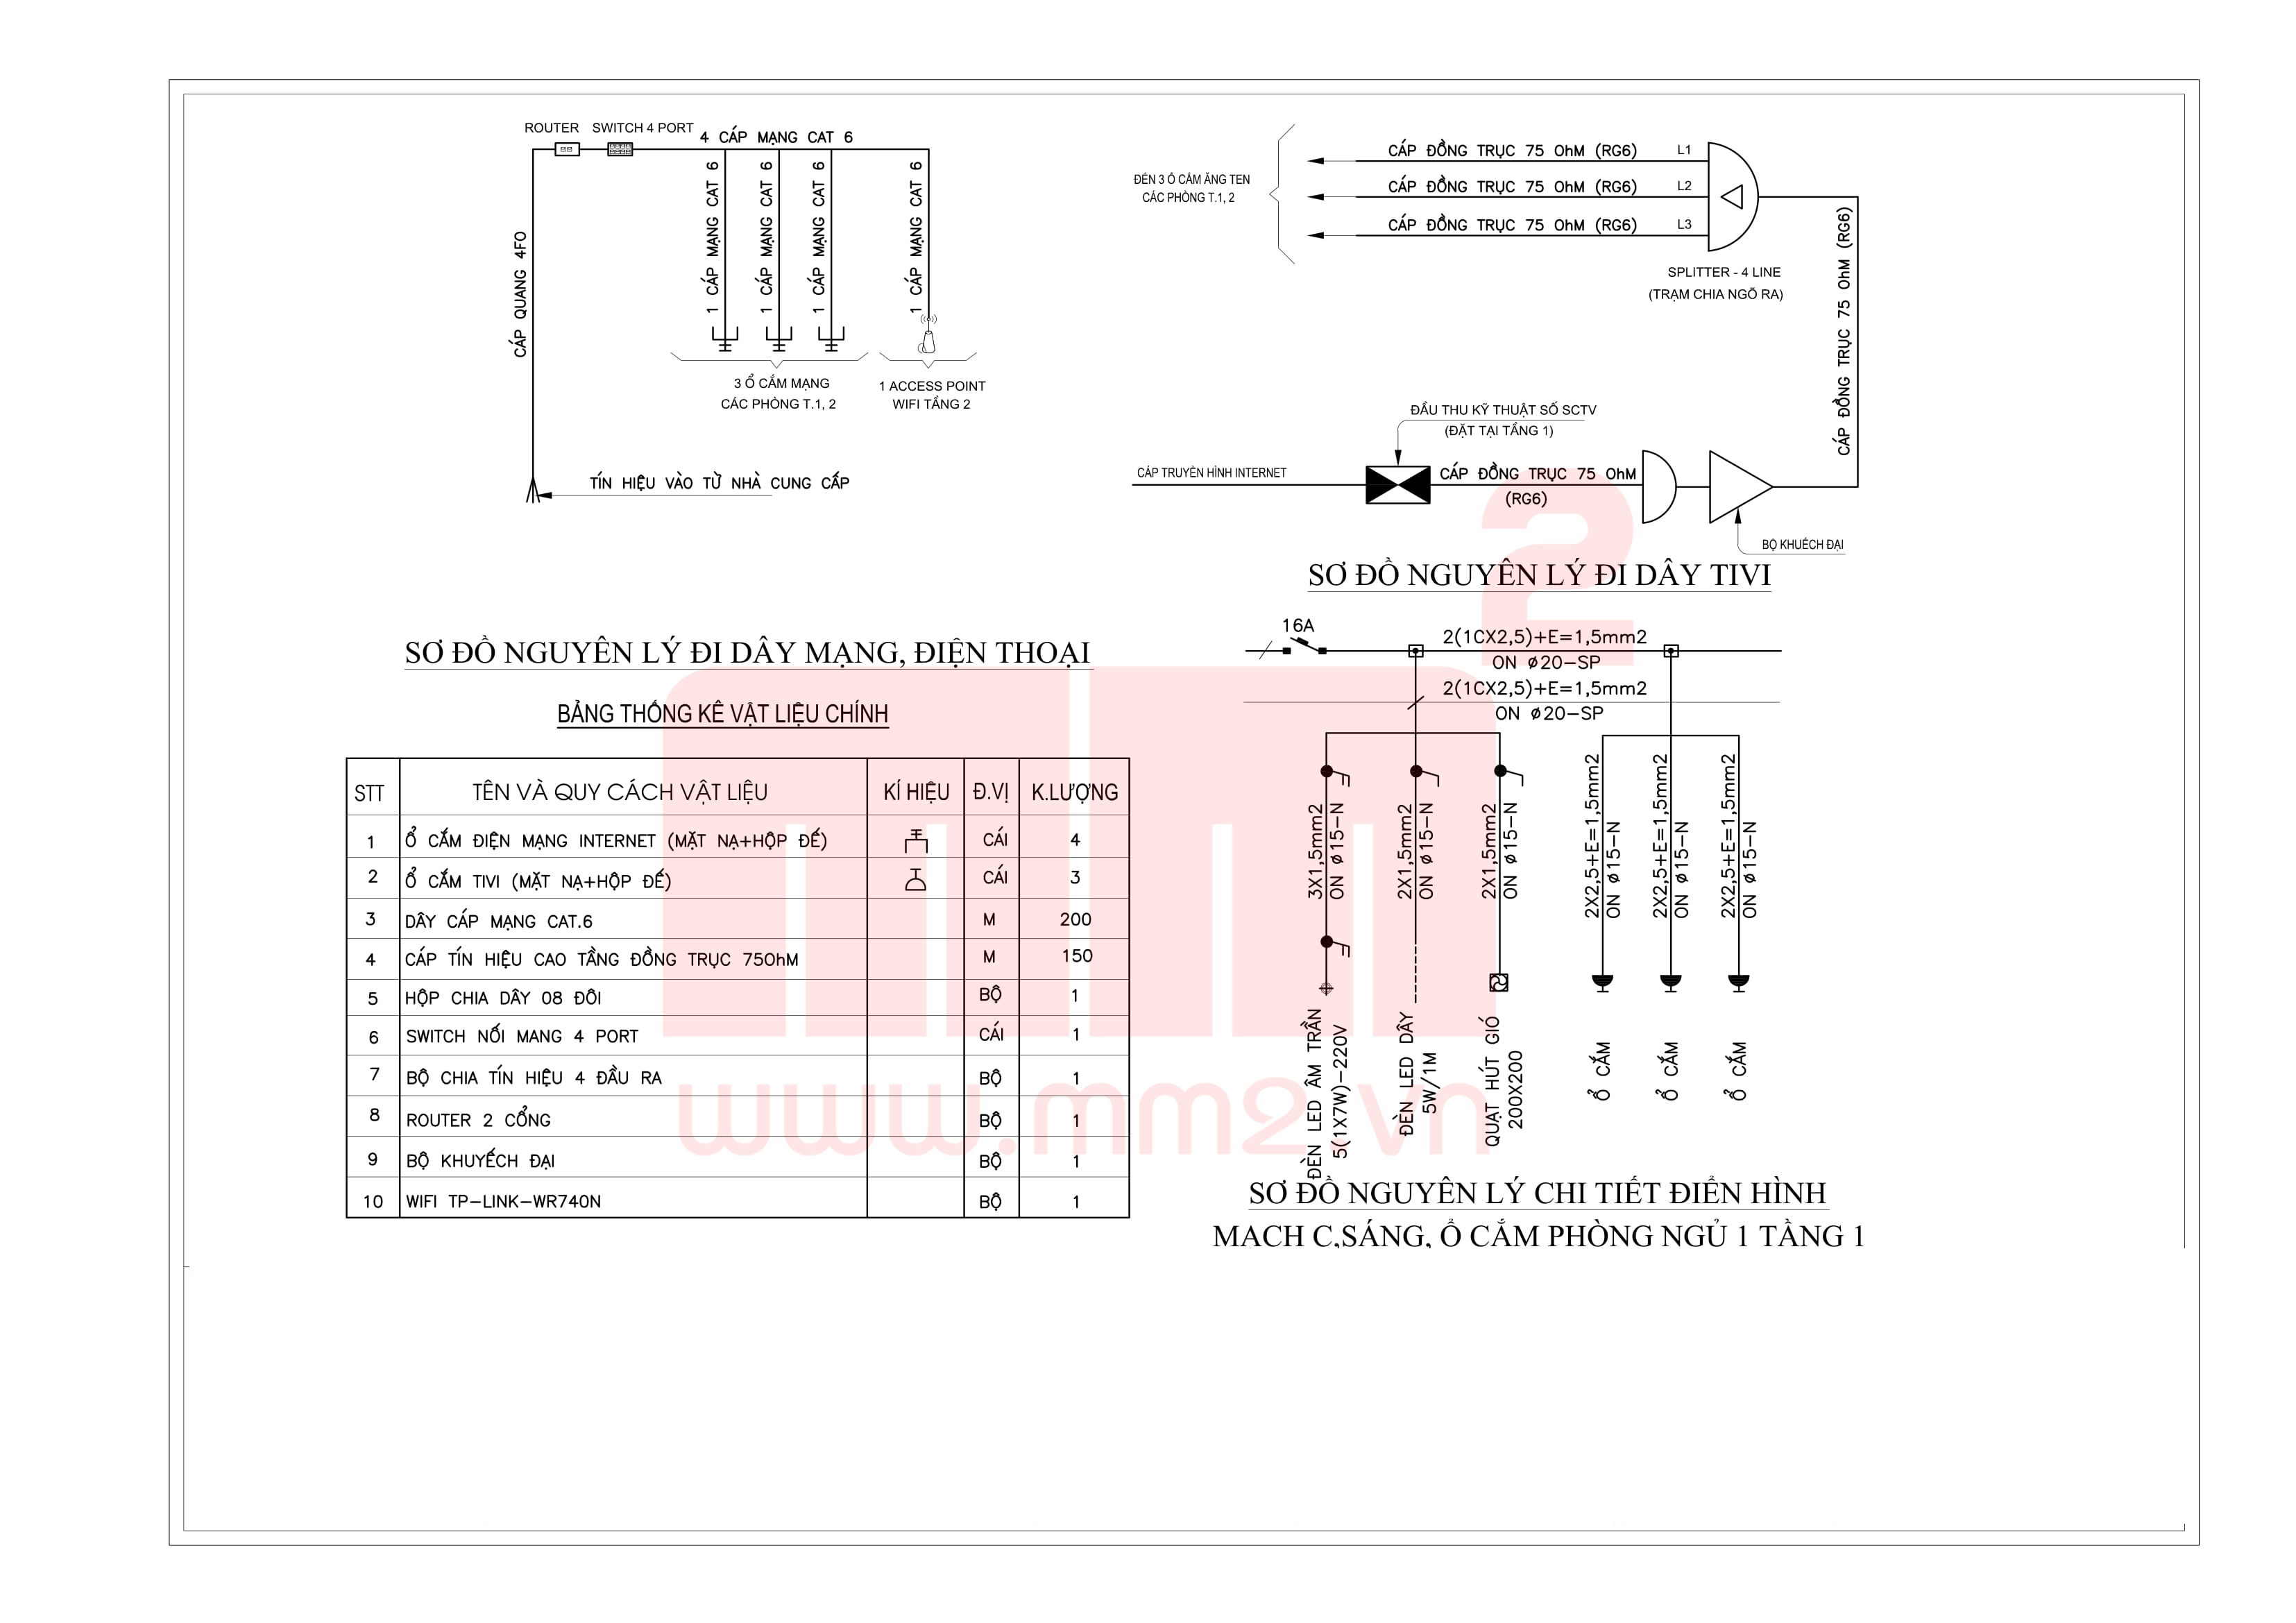 ROUTER SWITCH 4 PORT
4 CÁP MẠNG CAT 6
1 CÁP MẠNG CAT 6
1 CÁP MẠNG CAT 6
1 CÁP MẠNG CAT 6
1 CÁP MẠNG CAT 6
CÁP QUANG 4FO
3 Ổ CẮM MẠNG
CÁC PHÒNG T.1, 2
1 ACCESS POINT
WIFI TẦNG 2
TÍN HIỆU VÀO TỪ NHÀ CUNG CẤP
SƠ ĐỒ NGUYÊN LÝ ĐI DÂY MẠNG, ĐIỆN THOẠI
ĐẾN 3 Ổ CẮM ĂNG TEN
CÁC PHÒNG T.1, 2
CÁP ĐỒNG TRỤC 75 OhM (RG6) L1
CÁP ĐỒNG TRỤC 75 OhM (RG6) L2
CÁP ĐỒNG TRỤC 75 OhM (RG6) L3
SPLITTER - 4 LINE
(TRẠM CHIA NGÕ RA)
CÁP ĐỒNG TRỤC 75 OhM (RG6)
ĐẦU THU KỸ THUẬT SỐ SCTV
(ĐẶT TẠI TẦNG 1)
CÁP TRUYỀN HÌNH INTERNET
CÁP ĐỒNG TRỤC 75 OhM
(RG6)
BỘ KHUẾCH ĐẠI
SƠ ĐỒ NGUYÊN LÝ ĐI DÂY TIVI
BẢNG THỐNG KÊ VẬT LIỆU CHÍNH
STT TÊN VÀ QUY CÁCH VẬT LIỆU KÍ HIỆU Đ.VỊ K.LƯỢNG
1 Ổ CẮM ĐIỆN MẠNG INTERNET (MẶT NẠ+HỘP ĐẾ) CÁI 4
2 Ổ CẮM TIVI (MẶT NẠ+HỘP ĐẾ) CÁI 3
3 DÂY CÁP MẠNG CAT.6 M 200
4 CÁP TÍN HIỆU CAO TẦNG ĐỒNG TRỤC 75OhM M 150
5 HỘP CHIA DÂY 08 ĐÔI BỘ 1
6 SWITCH NỐI MANG 4 PORT CÁI 1
7 BỘ CHIA TÍN HIỆU 4 ĐẦU RA BỘ 1
8 ROUTER 2 CỔNG BỘ 1
9 BỘ KHUYẾCH ĐẠI BỘ 1
10 WIFI TP-LINK-WR740N BỘ 1
16A
2(1CX2,5)+E=1,5mm2
ON ø20-SP
2(1CX2,5)+E=1,5mm2
ON ø20-SP
3X1,5mm2
ON ø15-N
2X1,5mm2
ON ø15-N
2X1,5mm2
ON ø15-N
2X2,5+E=1,5mm2
ON ø15-N
2X2,5+E=1,5mm2
ON ø15-N
2X2,5+E=1,5mm2
ON ø15-N
ĐÈN LED ÂM TRẦN
5(1X7W)-220V
ĐÈN LED DÂY
5W/1M
QUẠT HÚT GIÓ
200X200
Ổ CẮM
Ổ CẮM
Ổ CẮM
SƠ ĐỒ NGUYÊN LÝ CHI TIẾT ĐIỂN HÌNH
MẠCH C.SÁNG, Ổ CẮM PHÒNG NGỦ 1 TẦNG 1
mm2
www.mm2.vn